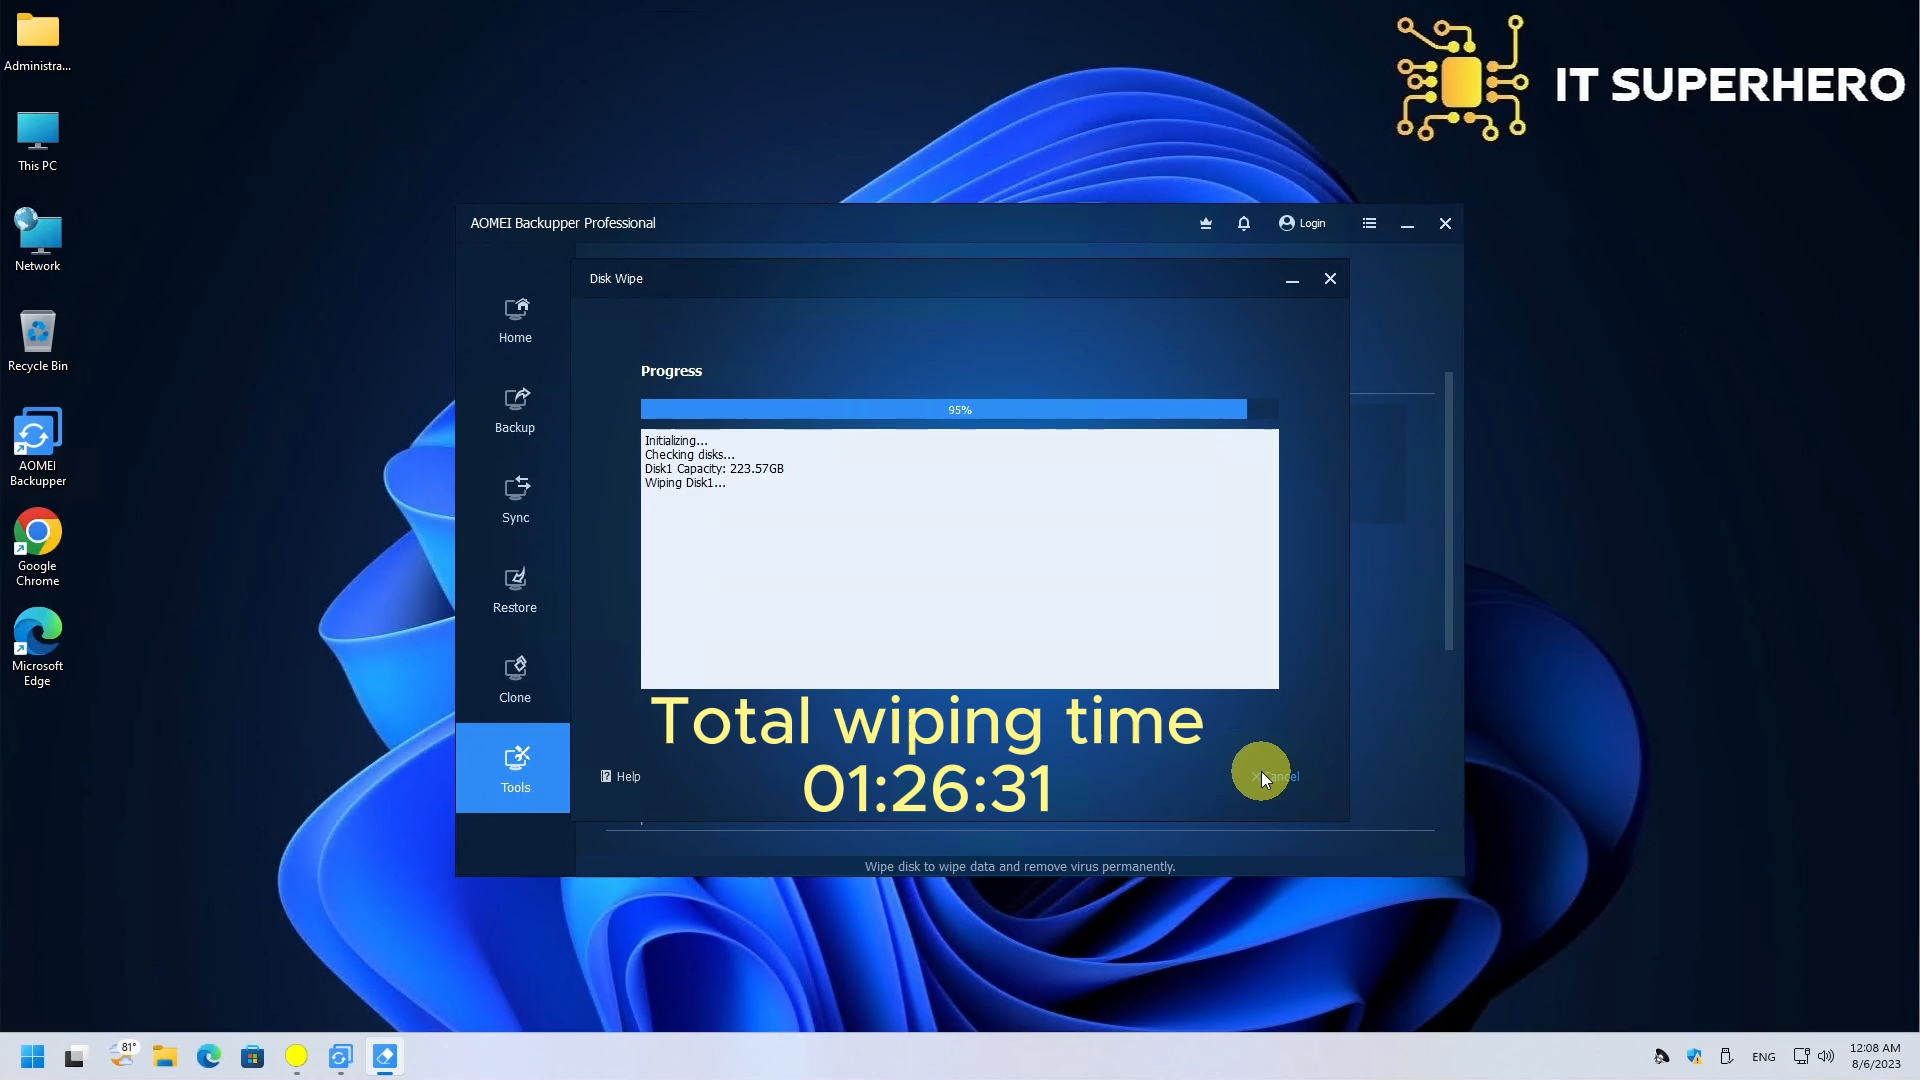 Administra...
This PC
Network
Recycle Bin
AOMEI
Backupper
Google
Chrome
Microsoft
Edge
IT SUPERHERO
AOMEI Backupper Professional
Login
Home
Backup
Sync
Restore
Clone
Tools
Disk Wipe
Progress
95%
Initializing...
Checking disks...
Disk1 Capacity: 223.57GB
Wiping Disk1...
Total wiping time
01:26:31
Help
Cancel
Wipe disk to wipe data and remove virus permanently.
81°
ENG
12:08 AM
8/6/2023